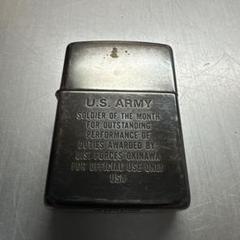 U.S. ARMY
SOLDIER OF THE MONTH
FOR OUTSTANDING
PERFORMANCE OF
DUTIES AWARDED BY
U.S. FORCES OKINAWA
FOR OFFICIAL USE ONLY
USA